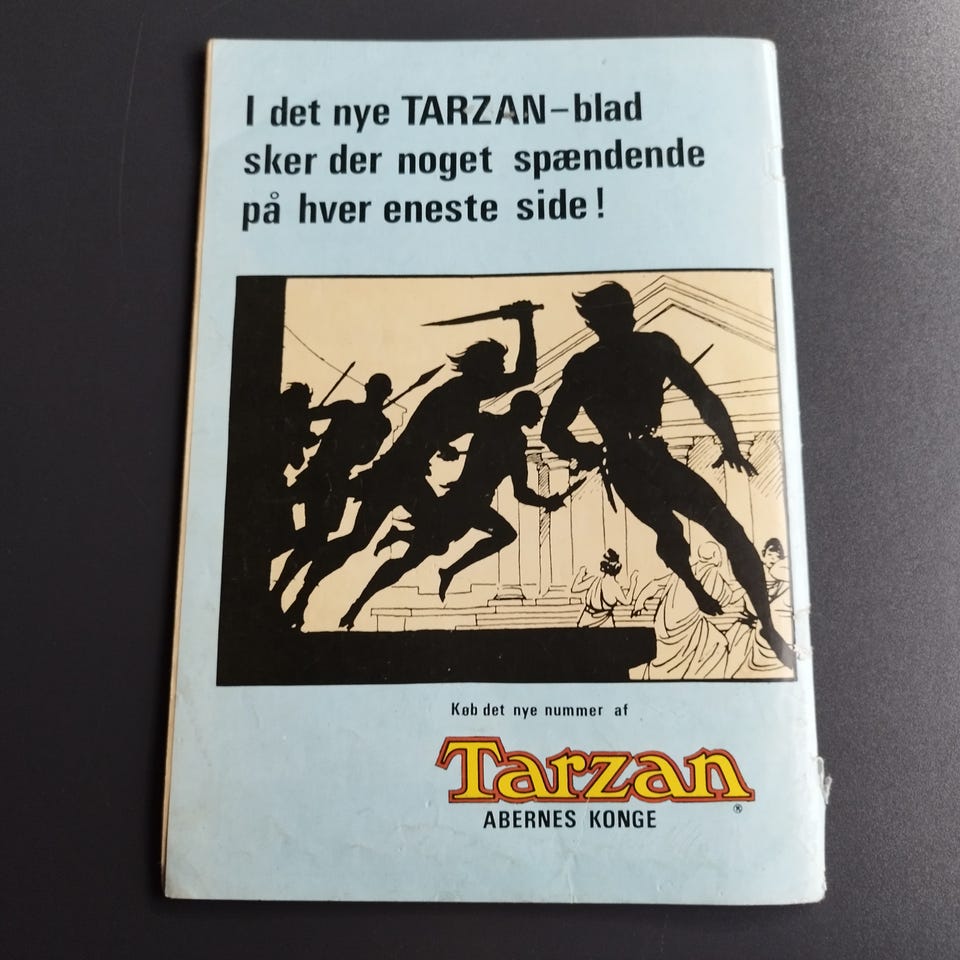 I det nye TARZAN-blad
sker der noget spændende
på hver eneste side!
Køb det nye nummer af
Tarzan®
ABERNES KONGE